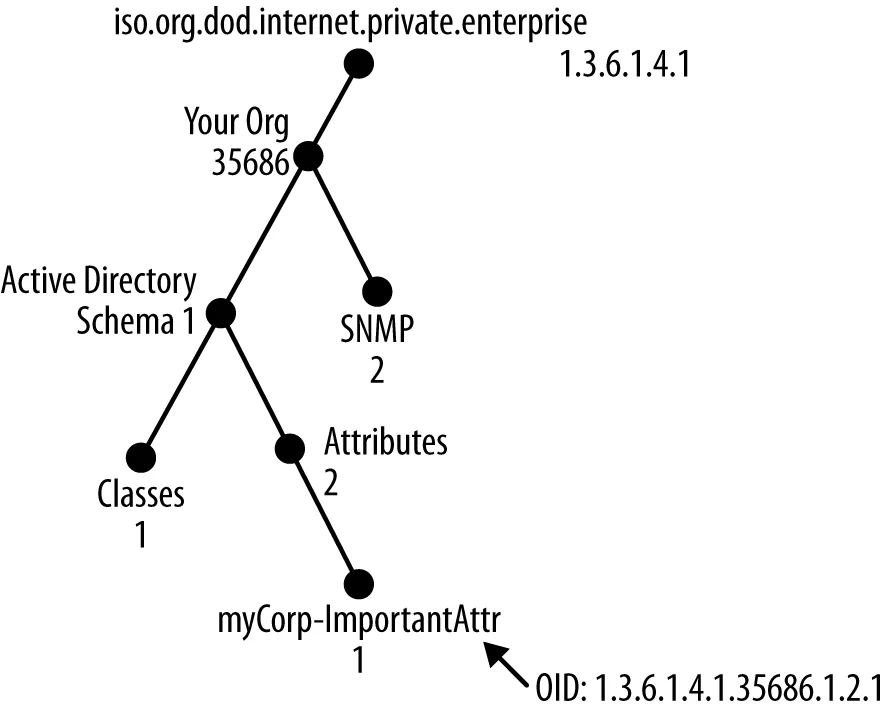 iso.org.dod.internet.private.enterprise
1.3.6.1.4.1
Your Org
35686
Active Directory
Schema 1
SNMP
2
Attributes
2
Classes
1
myCorp-ImportantAttr
1
OID: 1.3.6.1.4.1.35686.1.2.1